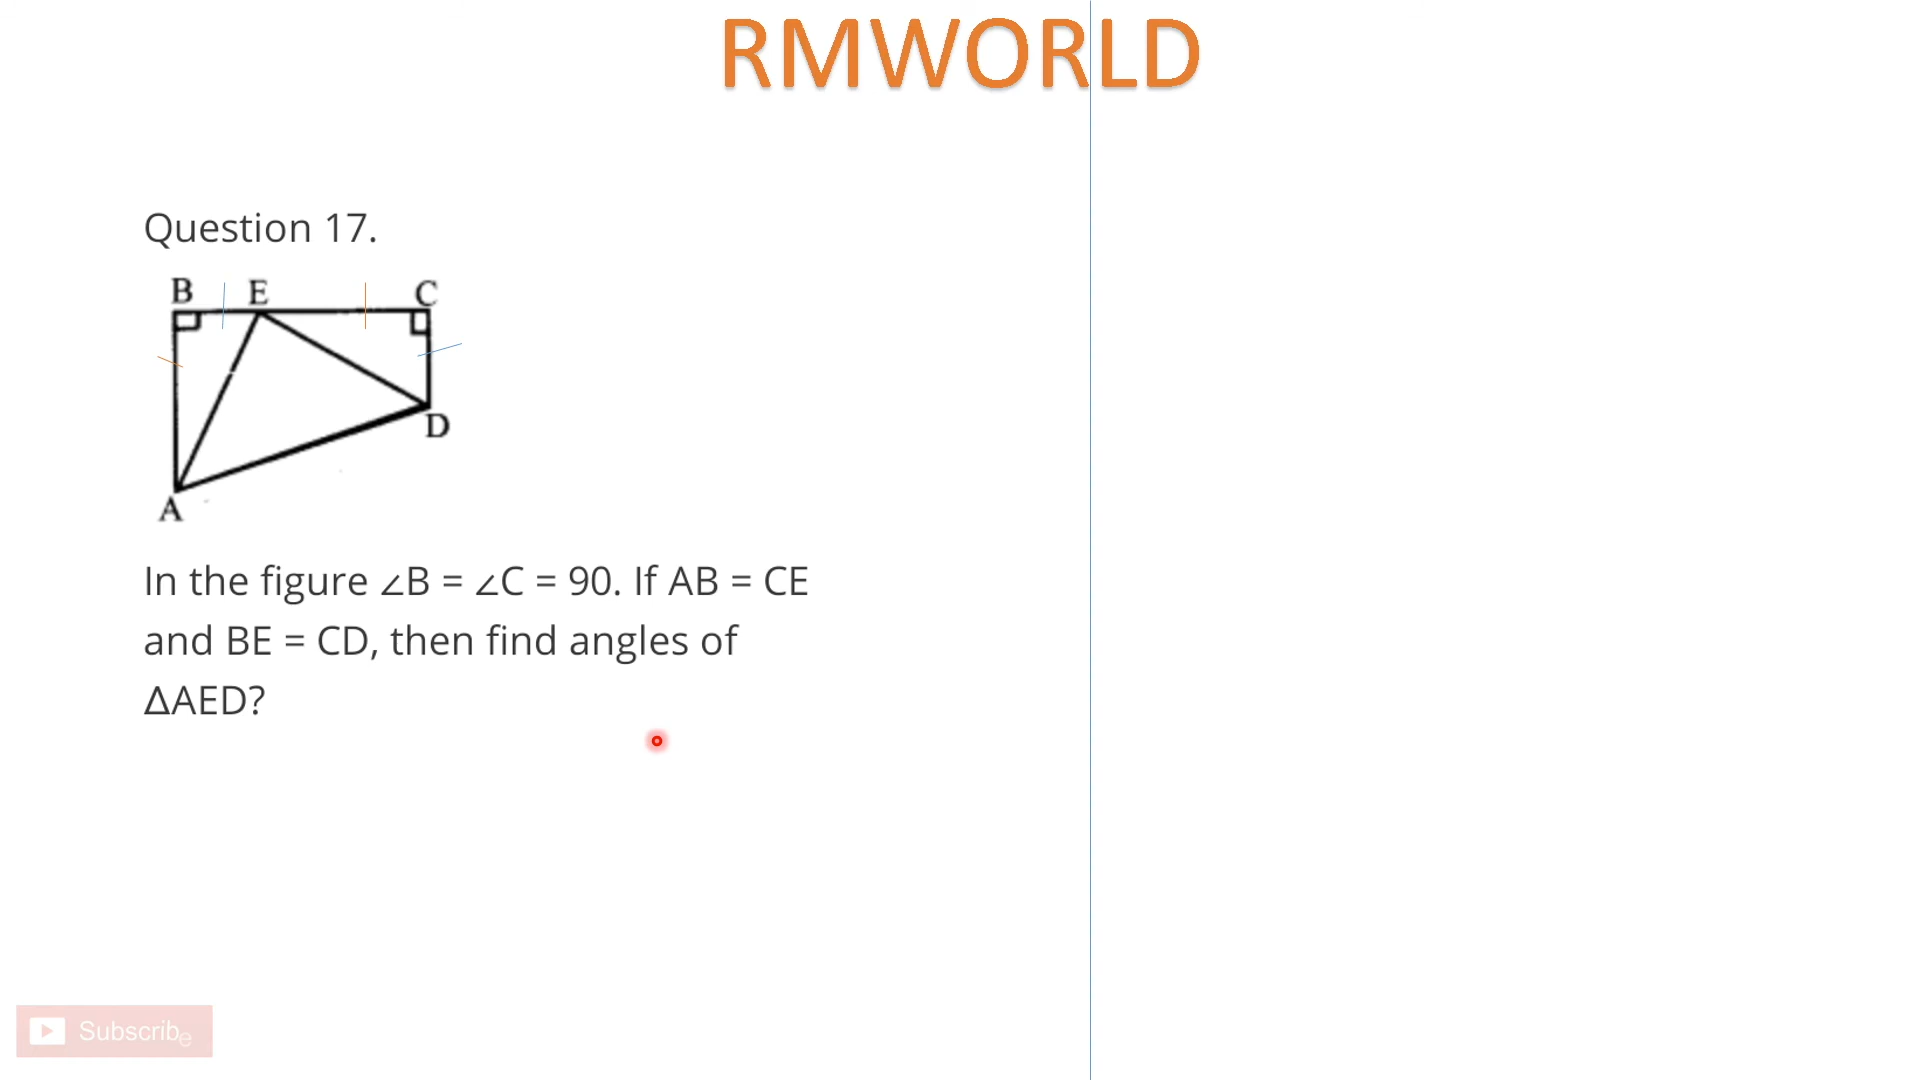 RMWORLD
Question 17.
B E C
D
A
In the figure ∠B = ∠C = 90. If AB = CE
and BE = CD, then find angles of
ΔAED?
Subscribe